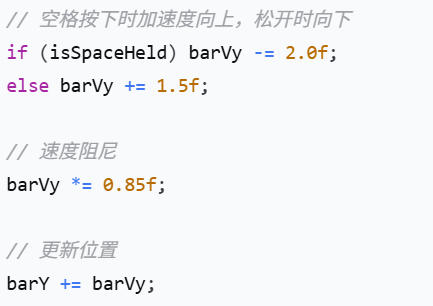 // 空格按下时加速度向上，松开时向下
if (isSpaceHeld) barVy -= 2.0f;
else barVy += 1.5f;
// 速度阻尼
barVy *= 0.85f;
// 更新位置
barY += barVy;